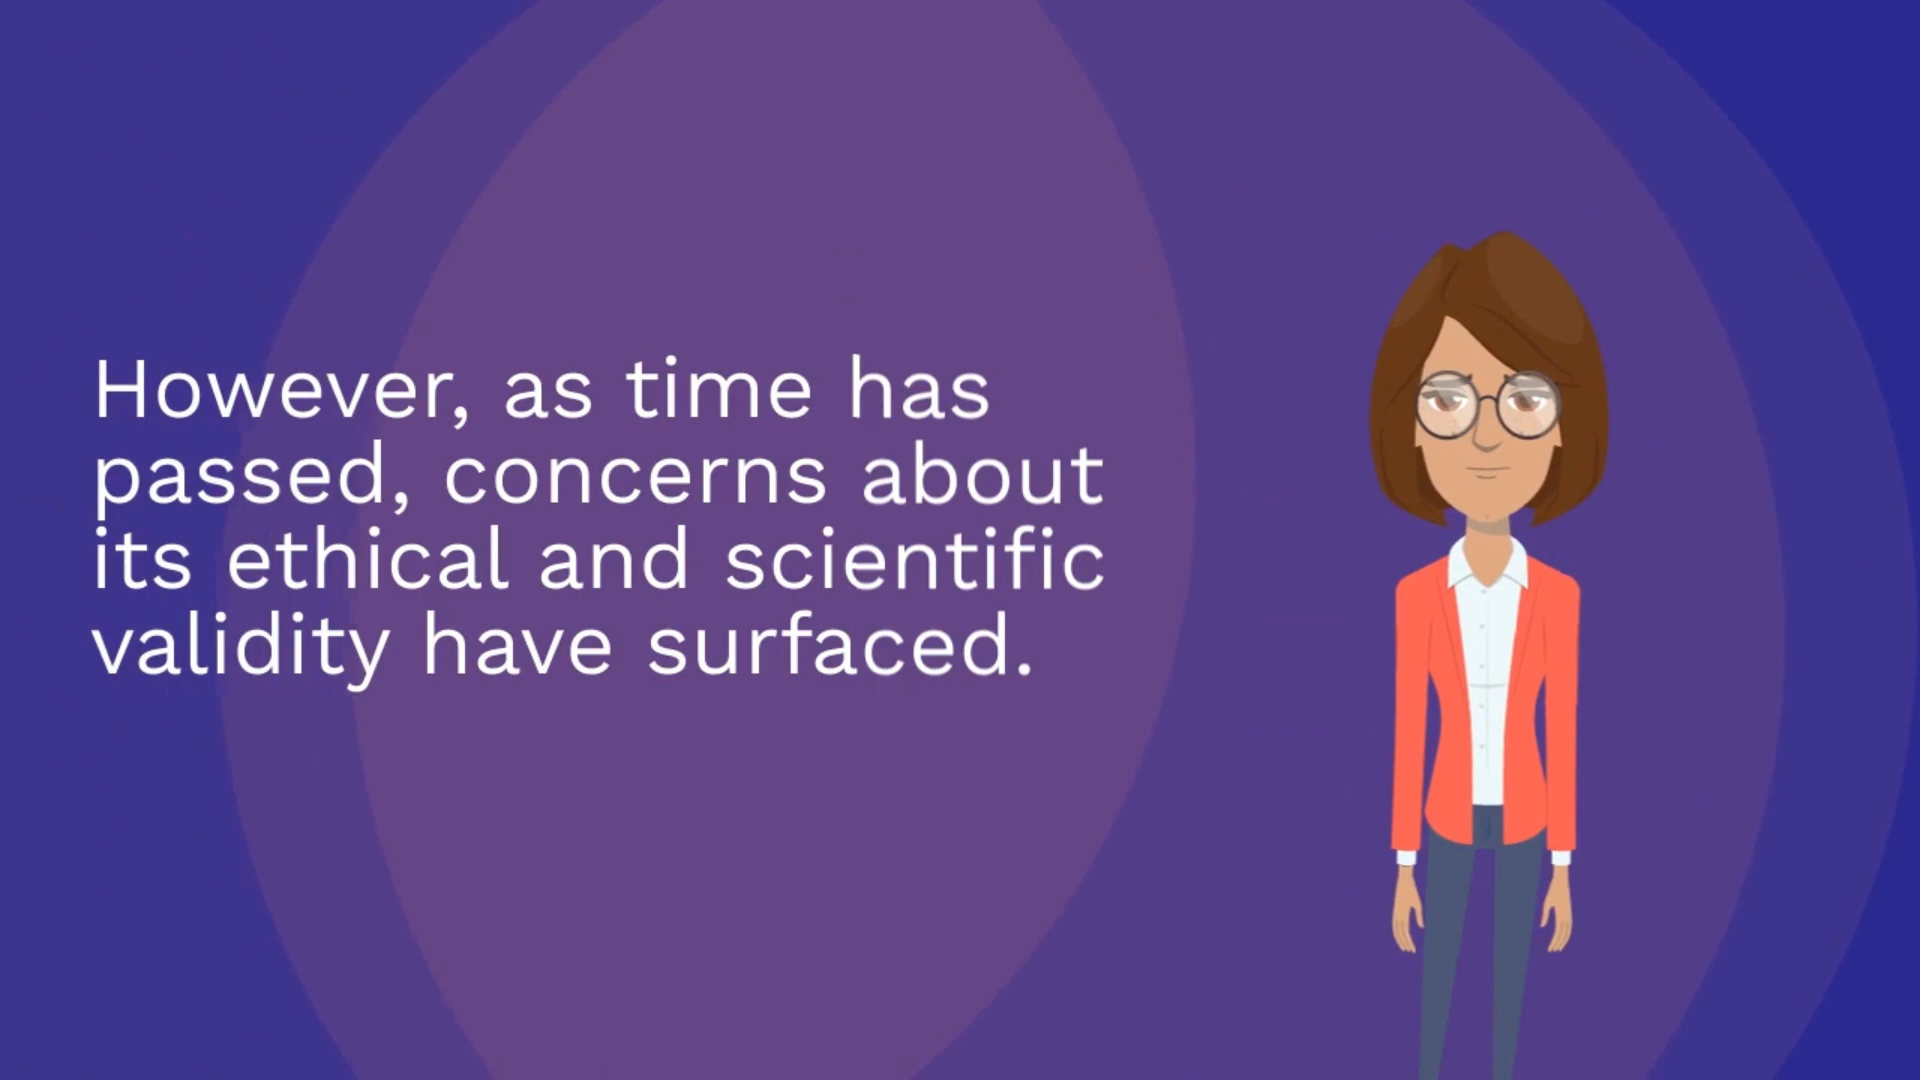 However, as time has
passed, concerns about
its ethical and scientific
validity have surfaced.